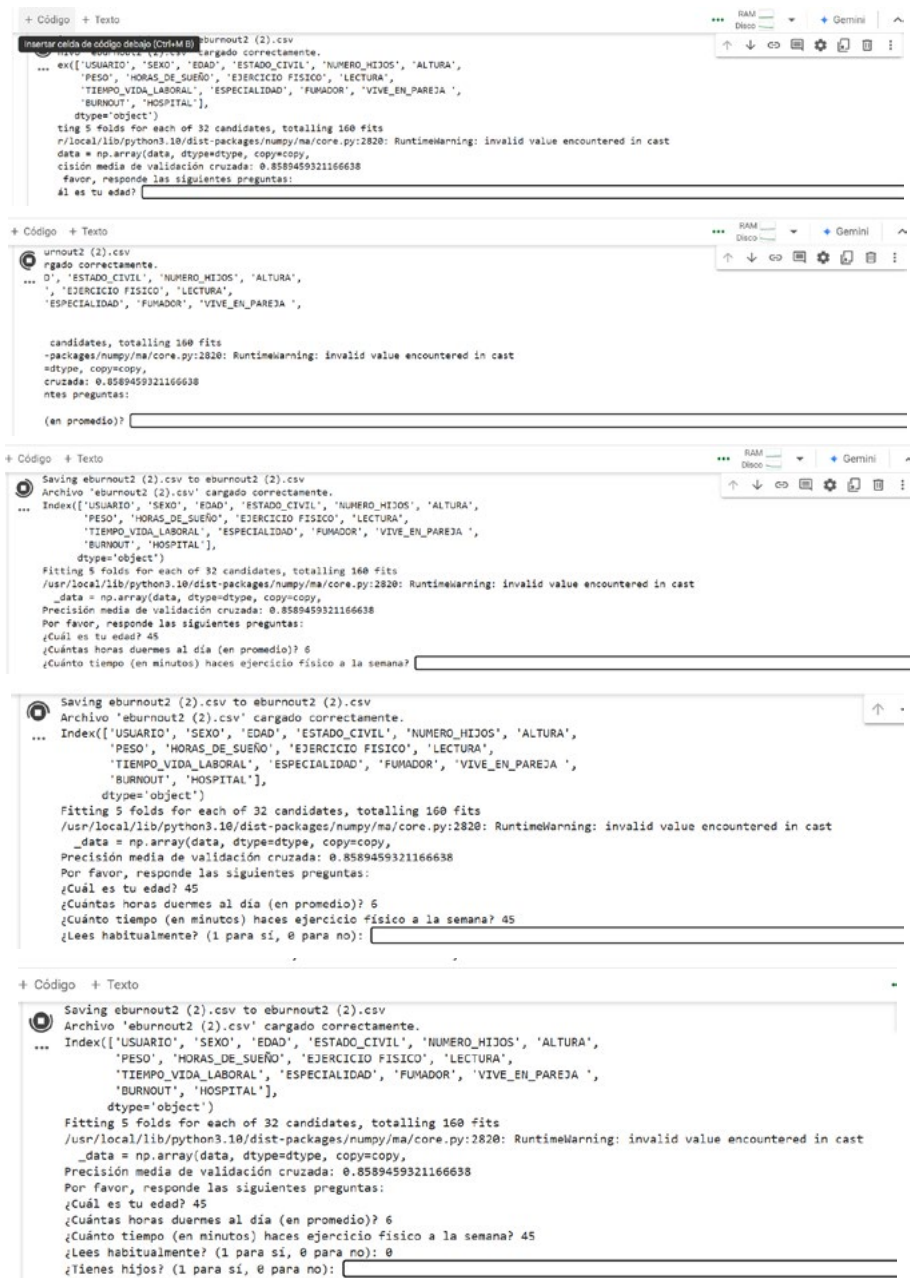 + Código + Texto
RAM
Disco
Gemini
Insertar celda de código debajo (Ctrl+M B)
eburnout2 (2).csv
cargado correctamente.
... ex(['USUARIO', 'SEXO', 'EDAD', 'ESTADO_CIVIL', 'NUMERO_HIJOS', 'ALTURA',
'PESO', 'HORAS_DE_SUEÑO', 'EJERCICIO FISICO', 'LECTURA',
'TIEMPO_VIDA_LABORAL', 'ESPECIALIDAD', 'FUMADOR', 'VIVE_EN_PAREJA ',
'BURNOUT', 'HOSPITAL'],
dtype='object')
ting 5 folds for each of 32 candidates, totalling 160 fits
r/local/lib/python3.10/dist-packages/numpy/ma/core.py:2820: RuntimeWarning: invalid value encountered in cast
data = np.array(data, dtype=dtype, copy=copy,
cisión media de validación cruzada: 0.8589459321166638
favor, responde las siguientes preguntas:
ál es tu edad?
+ Código + Texto
RAM
Disco
Gemini
urnout2 (2).csv
rgado correctamente.
... D', 'ESTADO_CIVIL', 'NUMERO_HIJOS', 'ALTURA',
', 'EJERCICIO FISICO', 'LECTURA',
'ESPECIALIDAD', 'FUMADOR', 'VIVE_EN_PAREJA ',
candidates, totalling 160 fits
-packages/numpy/ma/core.py:2820: RuntimeWarning: invalid value encountered in cast
=dtype, copy=copy,
cruzada: 0.8589459321166638
ntes preguntas:
(en promedio)?
+ Código + Texto
RAM
Disco
Gemini
Saving eburnout2 (2).csv to eburnout2 (2).csv
Archivo 'eburnout2 (2).csv' cargado correctamente.
... Index(['USUARIO', 'SEXO', 'EDAD', 'ESTADO_CIVIL', 'NUMERO_HIJOS', 'ALTURA',
'PESO', 'HORAS_DE_SUEÑO', 'EJERCICIO FISICO', 'LECTURA',
'TIEMPO_VIDA_LABORAL', 'ESPECIALIDAD', 'FUMADOR', 'VIVE_EN_PAREJA ',
'BURNOUT', 'HOSPITAL'],
dtype='object')
Fitting 5 folds for each of 32 candidates, totalling 160 fits
/usr/local/lib/python3.10/dist-packages/numpy/ma/core.py:2820: RuntimeWarning: invalid value encountered in cast
_data = np.array(data, dtype=dtype, copy=copy,
Precisión media de validación cruzada: 0.8589459321166638
Por favor, responde las siguientes preguntas:
¿Cuál es tu edad? 45
¿Cuántas horas duermes al día (en promedio)? 6
¿Cuánto tiempo (en minutos) haces ejercicio físico a la semana?
Saving eburnout2 (2).csv to eburnout2 (2).csv
Archivo 'eburnout2 (2).csv' cargado correctamente.
... Index(['USUARIO', 'SEXO', 'EDAD', 'ESTADO_CIVIL', 'NUMERO_HIJOS', 'ALTURA',
'PESO', 'HORAS_DE_SUEÑO', 'EJERCICIO FISICO', 'LECTURA',
'TIEMPO_VIDA_LABORAL', 'ESPECIALIDAD', 'FUMADOR', 'VIVE_EN_PAREJA ',
'BURNOUT', 'HOSPITAL'],
dtype='object')
Fitting 5 folds for each of 32 candidates, totalling 160 fits
/usr/local/lib/python3.10/dist-packages/numpy/ma/core.py:2820: RuntimeWarning: invalid value encountered in cast
_data = np.array(data, dtype=dtype, copy=copy,
Precisión media de validación cruzada: 0.8589459321166638
Por favor, responde las siguientes preguntas:
¿Cuál es tu edad? 45
¿Cuántas horas duermes al día (en promedio)? 6
¿Cuánto tiempo (en minutos) haces ejercicio físico a la semana? 45
¿Lees habitualmente? (1 para sí, 0 para no):
+ Código + Texto
Saving eburnout2 (2).csv to eburnout2 (2).csv
Archivo 'eburnout2 (2).csv' cargado correctamente.
... Index(['USUARIO', 'SEXO', 'EDAD', 'ESTADO_CIVIL', 'NUMERO_HIJOS', 'ALTURA',
'PESO', 'HORAS_DE_SUEÑO', 'EJERCICIO FISICO', 'LECTURA',
'TIEMPO_VIDA_LABORAL', 'ESPECIALIDAD', 'FUMADOR', 'VIVE_EN_PAREJA ',
'BURNOUT', 'HOSPITAL'],
dtype='object')
Fitting 5 folds for each of 32 candidates, totalling 160 fits
/usr/local/lib/python3.10/dist-packages/numpy/ma/core.py:2820: RuntimeWarning: invalid value encountered in cast
_data = np.array(data, dtype=dtype, copy=copy,
Precisión media de validación cruzada: 0.8589459321166638
Por favor, responde las siguientes preguntas:
¿Cuál es tu edad? 45
¿Cuántas horas duermes al día (en promedio)? 6
¿Cuánto tiempo (en minutos) haces ejercicio físico a la semana? 45
¿Lees habitualmente? (1 para sí, 0 para no): 0
¿Tienes hijos? (1 para sí, 0 para no):